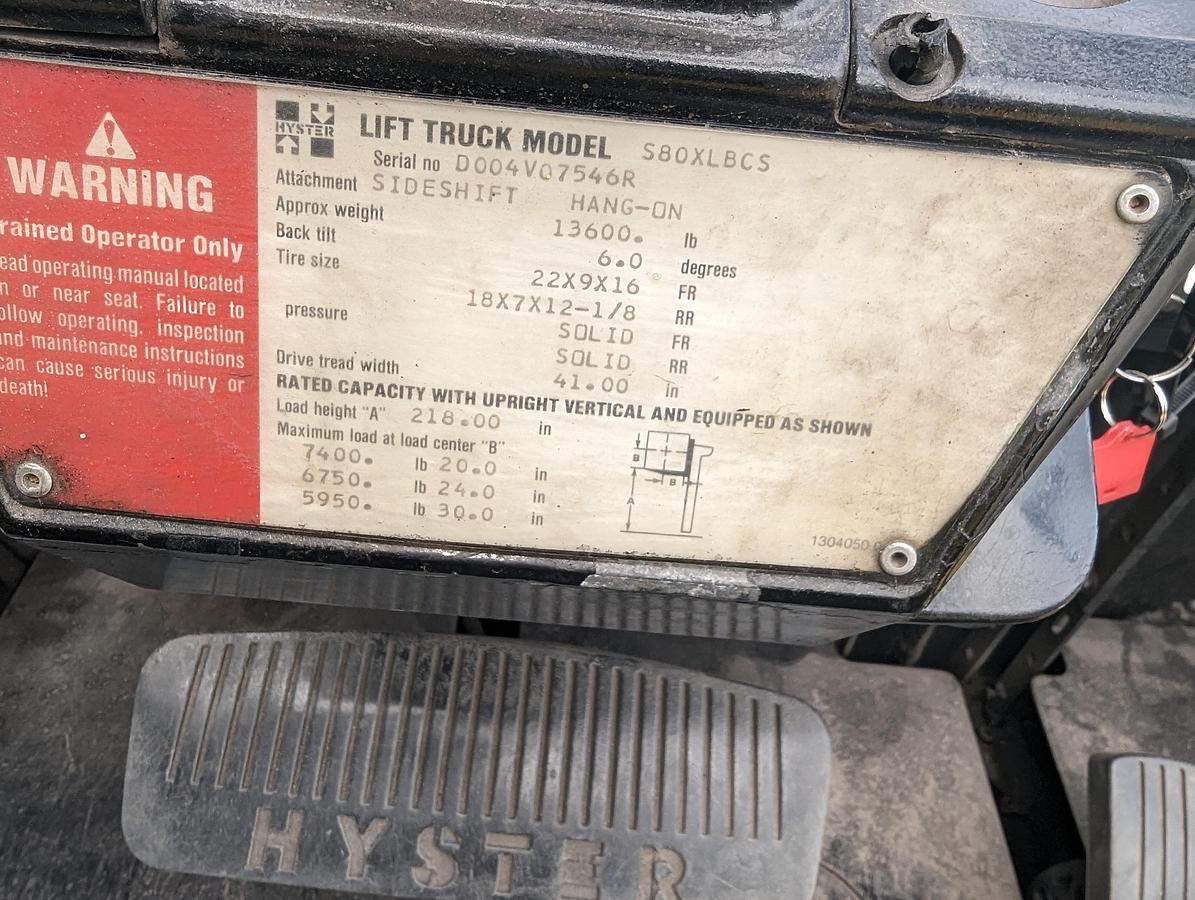 WARNING
rained Operator Only
ead operating manual located
n or near seat. Failure to
ollow operating, inspection
nd maintenance instructions
can cause serious injury or
death!
HYSTER
LIFT TRUCK MODEL S80XLBCS
Serial no D004V07546R
Attachment SIDESHIFT HANG-ON
Approx weight 13600. lb
Back tilt 6.0 degrees
Tire size 22X9X16 FR
18X7X12-1/8 RR
pressure SOLID FR
SOLID RR
Drive tread width 41.00 in
RATED CAPACITY WITH UPRIGHT VERTICAL AND EQUIPPED AS SHOWN
Load height "A" 218.00 in
Maximum load at load center "B"
7400. lb 20.0 in
6750. lb 24.0 in
5950. lb 30.0 in
B
B
A
1304050
HYSTER